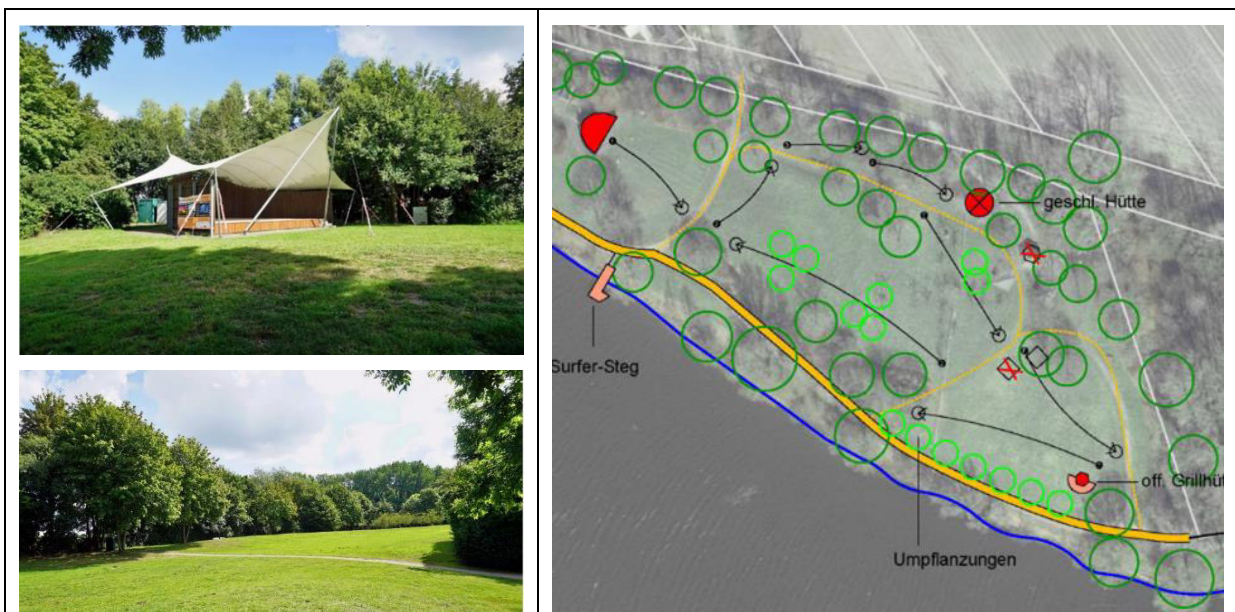 geschl. Hütte
Surfer-Steg
off. Grillhüt
Umpflanzungen